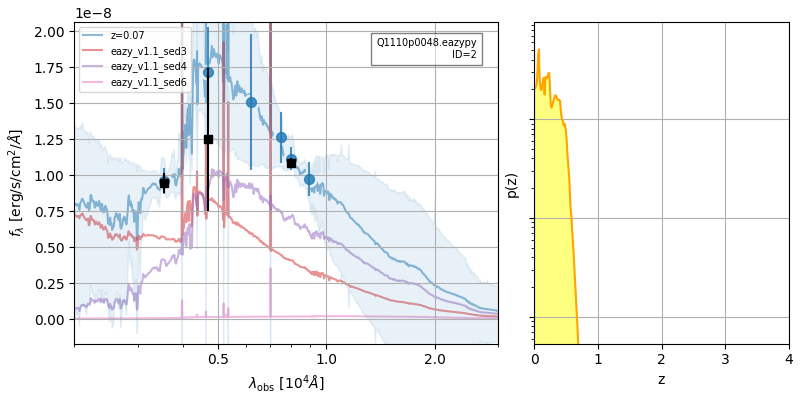 1e−8
z=0.07
eazy_v1.1_sed3
eazy_v1.1_sed4
eazy_v1.1_sed6
Q1110p0048.eazypy
ID=2
2.00
1.75
1.50
1.25
1.00
0.75
0.50
0.25
0.00
fλ [erg/s/cm²/Å]
0.5
1.0
2.0
λobs [10⁴Å]
p(z)
0
1
2
3
4
z